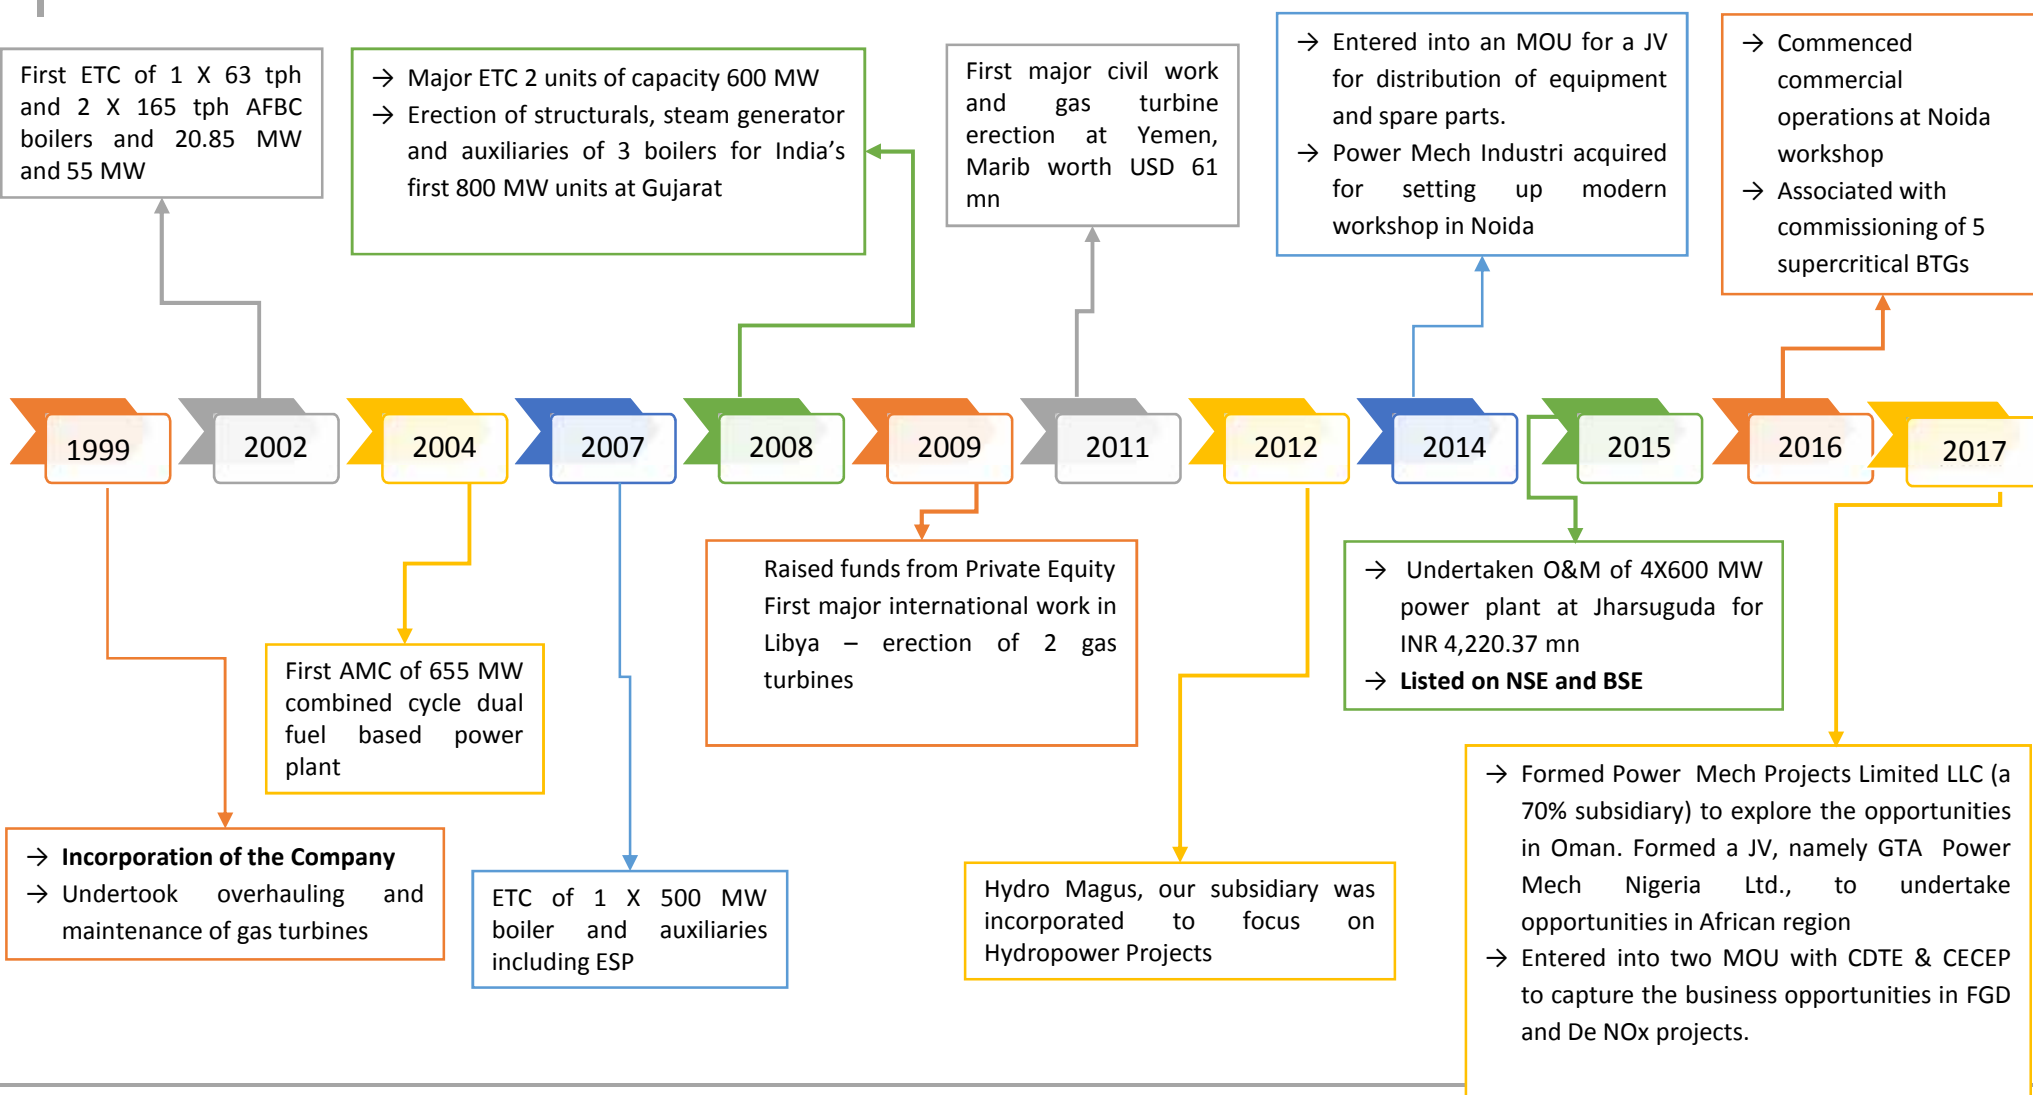 First ETC of 1 X 63 tph
and 2 X 165 tph AFBC
boilers and 20.85 MW
and 55 MW
→ Major ETC 2 units of capacity 600 MW
→ Erection of structurals, steam generator
and auxiliaries of 3 boilers for India’s
first 800 MW units at Gujarat
First major civil work
and gas turbine
erection at Yemen,
Marib worth USD 61
mn
→ Entered into an MOU for a JV
for distribution of equipment
and spare parts.
→ Power Mech Industri acquired
for setting up modern
workshop in Noida
→ Commenced
commercial
operations at Noida
workshop
→ Associated with
commissioning of 5
supercritical BTGs
1999
2002
2004
2007
2008
2009
2011
2012
2014
2015
2016
2017
→ Incorporation of the Company
→ Undertook overhauling and
maintenance of gas turbines
First AMC of 655 MW
combined cycle dual
fuel based power
plant
ETC of 1 X 500 MW
boiler and auxiliaries
including ESP
Raised funds from Private Equity
First major international work in
Libya – erection of 2 gas
turbines
Hydro Magus, our subsidiary was
incorporated to focus on
Hydropower Projects
→ Undertaken O&M of 4X600 MW
power plant at Jharsuguda for
INR 4,220.37 mn
→ Listed on NSE and BSE
→ Formed Power Mech Projects Limited LLC (a
70% subsidiary) to explore the opportunities
in Oman. Formed a JV, namely GTA Power
Mech Nigeria Ltd., to undertake
opportunities in African region
→ Entered into two MOU with CDTE & CECEP
to capture the business opportunities in FGD
and De NOx projects.